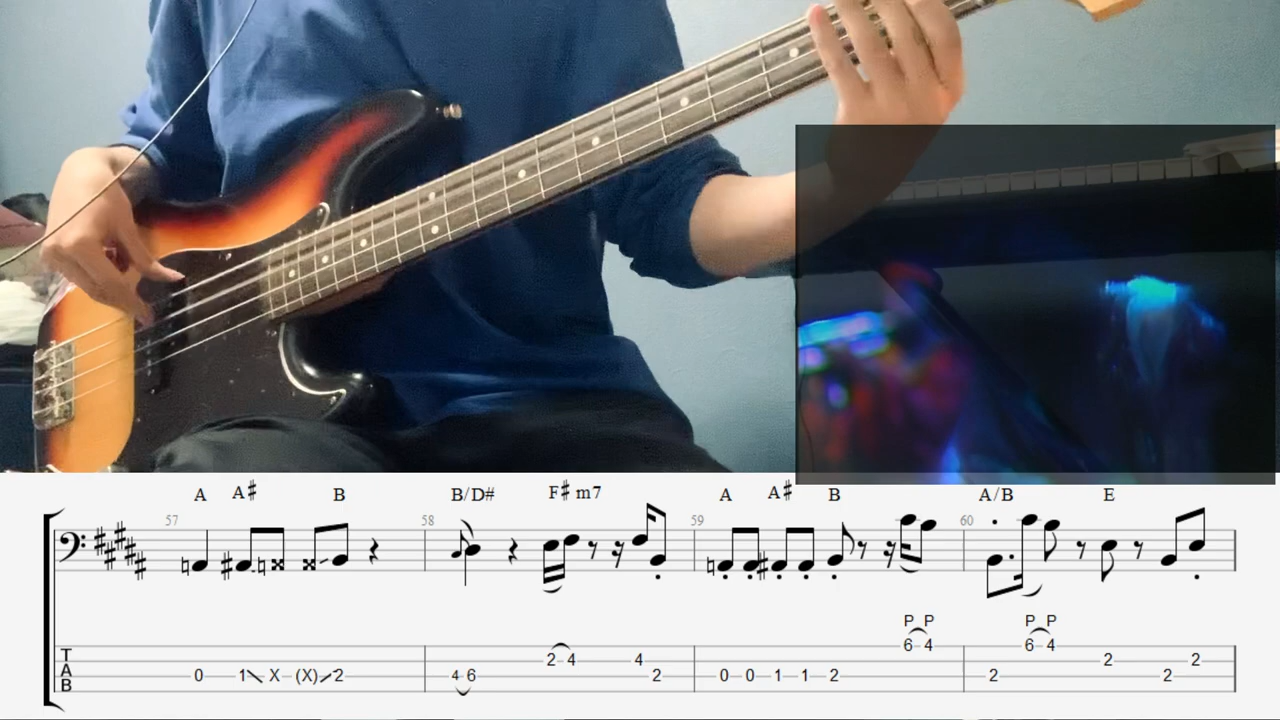 A A♯ B B/D# F♯ m7 A A♯ B A/B E
57 58 59 60
P P P P
T 6 4 6 4
2 4 4 2 2
A 0 1 X (X) 2 4 6 2 0 0 1 1 2 2 2
B